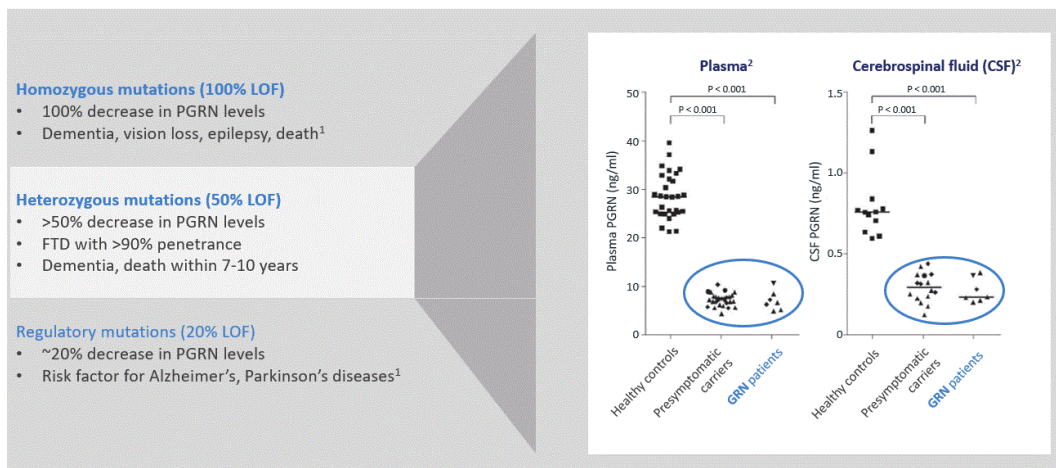 Homozygous mutations (100% LOF)
• 100% decrease in PGRN levels
• Dementia, vision loss, epilepsy, death1
Heterozygous mutations (50% LOF)
• >50% decrease in PGRN levels
• FTD with >90% penetrance
• Dementia, death within 7-10 years
Regulatory mutations (20% LOF)
• ~20% decrease in PGRN levels
• Risk factor for Alzheimer’s, Parkinson’s diseases1
Plasma2
P < 0.001
P < 0.001
Plasma PGRN (ng/ml)
50
40
30
20
10
0
Healthy controls
Presymptomatic
carriers
GRN patients
Cerebrospinal fluid (CSF)2
P < 0.001
P < 0.001
CSF PGRN (ng/ml)
1.5
1.0
0.5
0
Healthy controls
Presymptomatic
carriers
GRN patients